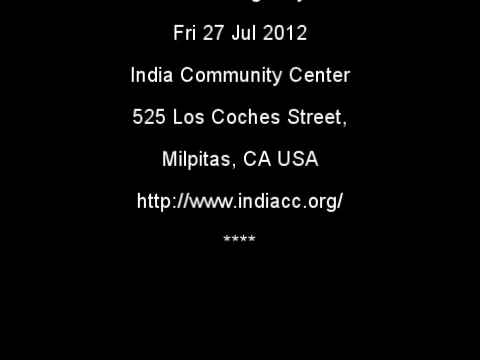 Fri 27 Jul 2012
India Community Center
525 Los Coches Street,
Milpitas, CA USA
http://www.indiacc.org/
****